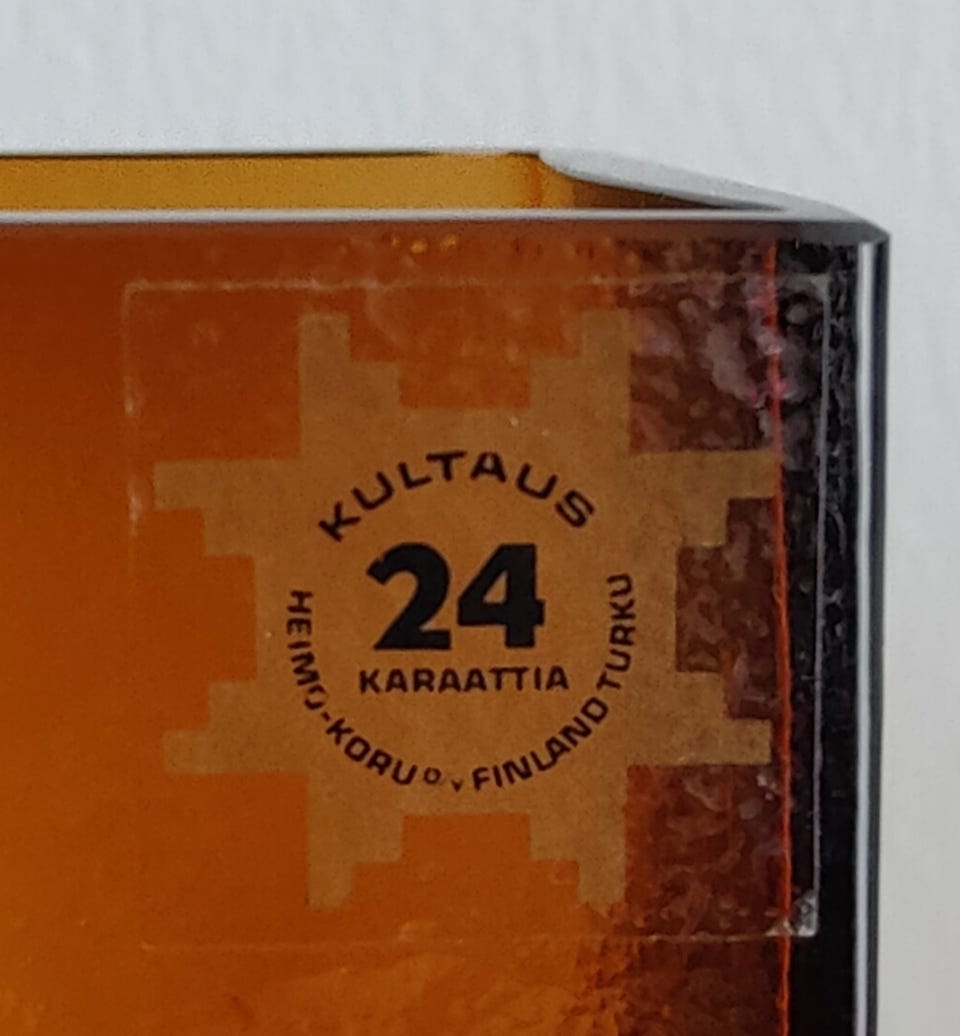 KULTAUS
24
KARAATTIA
HEIMO-KORU Oy FINLAND TURKU